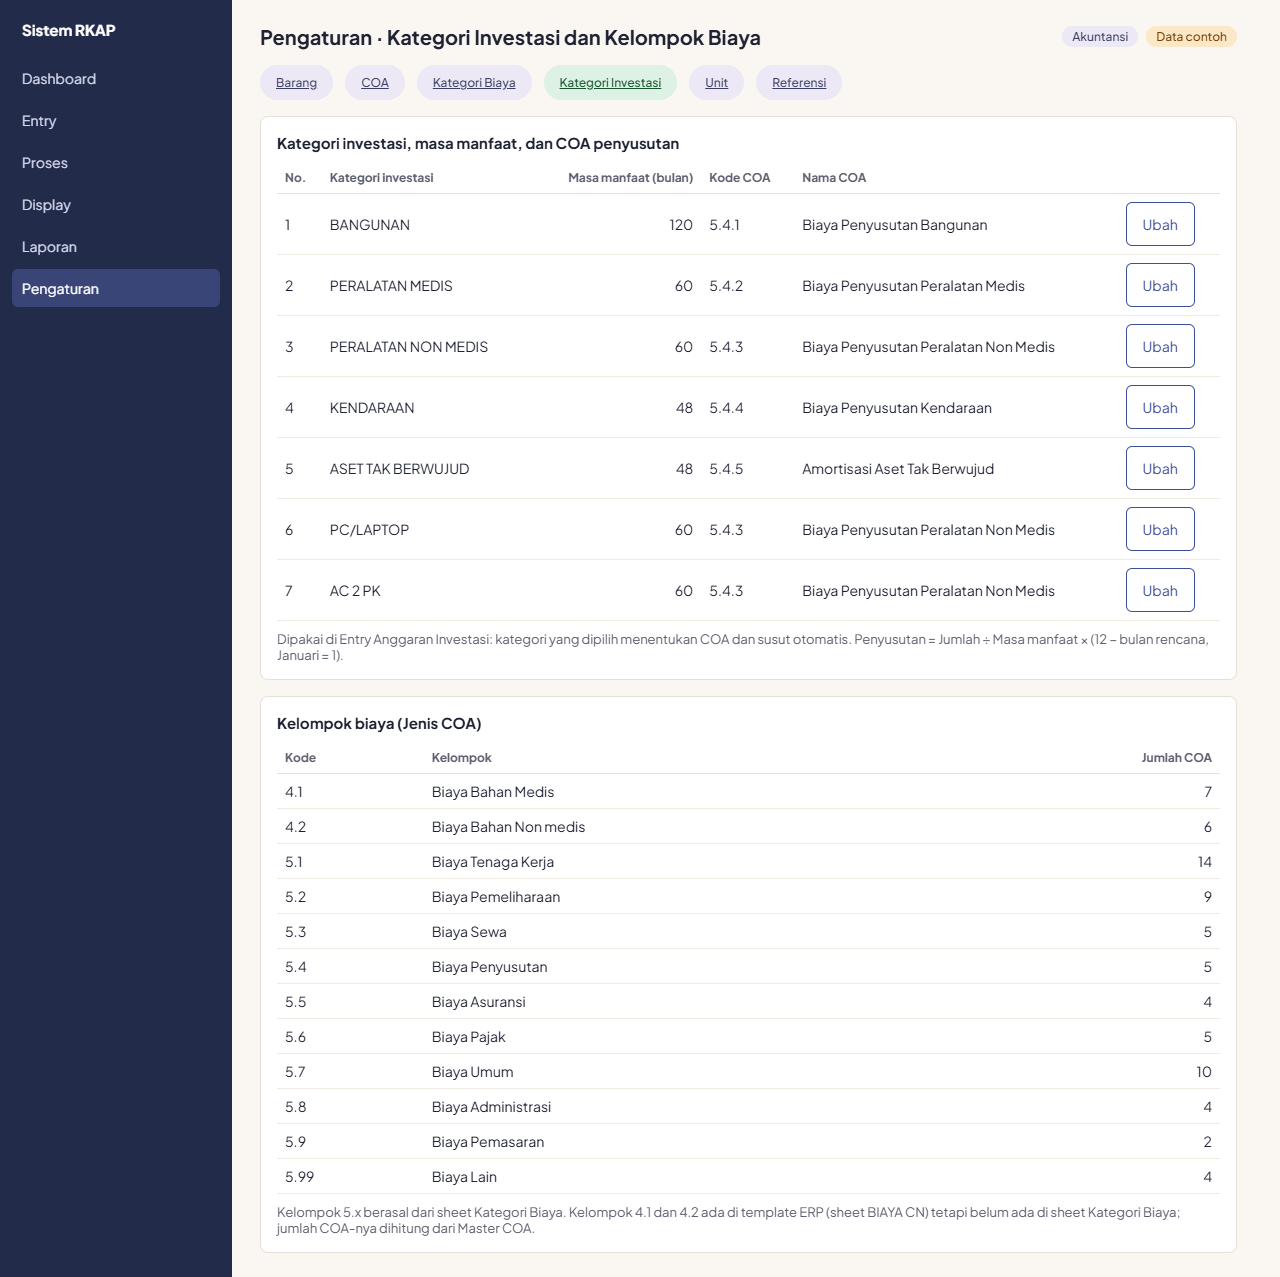 Sistem RKAP
Dashboard
Entry
Proses
Display
Laporan
Pengaturan
Pengaturan · Kategori Investasi dan Kelompok Biaya
Akuntansi
Data contoh
Barang
COA
Kategori Biaya
Kategori Investasi
Unit
Referensi
Kategori investasi, masa manfaat, dan COA penyusutan
No. Kategori investasi Masa manfaat (bulan) Kode COA Nama COA
1 BANGUNAN 120 5.4.1 Biaya Penyusutan Bangunan Ubah
2 PERALATAN MEDIS 60 5.4.2 Biaya Penyusutan Peralatan Medis Ubah
3 PERALATAN NON MEDIS 60 5.4.3 Biaya Penyusutan Peralatan Non Medis Ubah
4 KENDARAAN 48 5.4.4 Biaya Penyusutan Kendaraan Ubah
5 ASET TAK BERWUJUD 48 5.4.5 Amortisasi Aset Tak Berwujud Ubah
6 PC/LAPTOP 60 5.4.3 Biaya Penyusutan Peralatan Non Medis Ubah
7 AC 2 PK 60 5.4.3 Biaya Penyusutan Peralatan Non Medis Ubah
Dipakai di Entry Anggaran Investasi: kategori yang dipilih menentukan COA dan susut otomatis. Penyusutan = Jumlah ÷ Masa manfaat × (12 − bulan rencana,
Januari = 1).
Kelompok biaya (Jenis COA)
Kode Kelompok Jumlah COA
4.1 Biaya Bahan Medis 7
4.2 Biaya Bahan Non medis 6
5.1 Biaya Tenaga Kerja 14
5.2 Biaya Pemeliharaan 9
5.3 Biaya Sewa 5
5.4 Biaya Penyusutan 5
5.5 Biaya Asuransi 4
5.6 Biaya Pajak 5
5.7 Biaya Umum 10
5.8 Biaya Administrasi 4
5.9 Biaya Pemasaran 2
5.99 Biaya Lain 4
Kelompok 5.x berasal dari sheet Kategori Biaya. Kelompok 4.1 dan 4.2 ada di template ERP (sheet BIAYA CN) tetapi belum ada di sheet Kategori Biaya;
jumlah COA-nya dihitung dari Master COA.